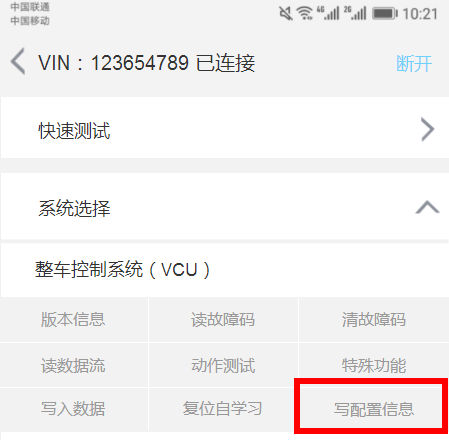 中国联通
中国移动
4G 2G 10:21
VIN：123654789 已连接 断开
快速测试
系统选择
整车控制系统（VCU）
版本信息 读故障码 清故障码
读数据流 动作测试 特殊功能
写入数据 复位自学习 写配置信息